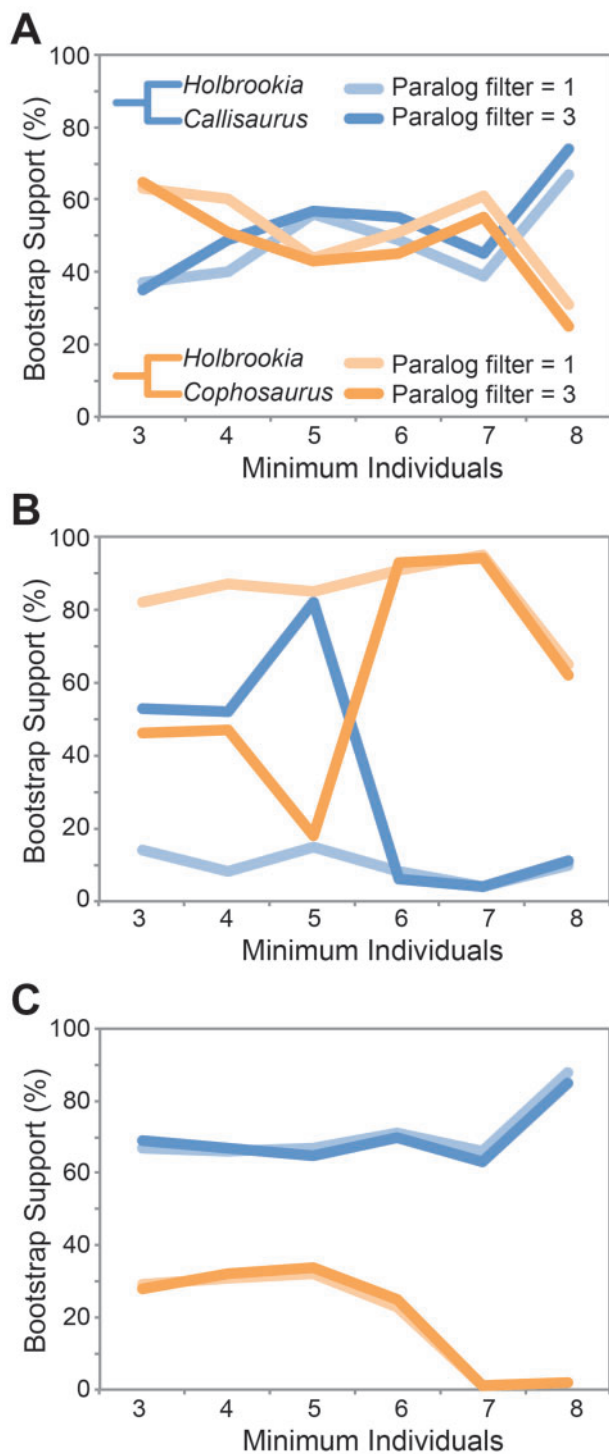 A
Bootstrap Support (%)
100
80
60
40
20
0
Holbrookia
Callisaurus
Paralog filter = 1
Paralog filter = 3
Holbrookia
Cophosaurus
Paralog filter = 1
Paralog filter = 3
3 4 5 6 7 8
Minimum Individuals
B
Bootstrap Support (%)
100
80
60
40
20
0
3 4 5 6 7 8
Minimum Individuals
C
Bootstrap Support (%)
100
80
60
40
20
0
3 4 5 6 7 8
Minimum Individuals